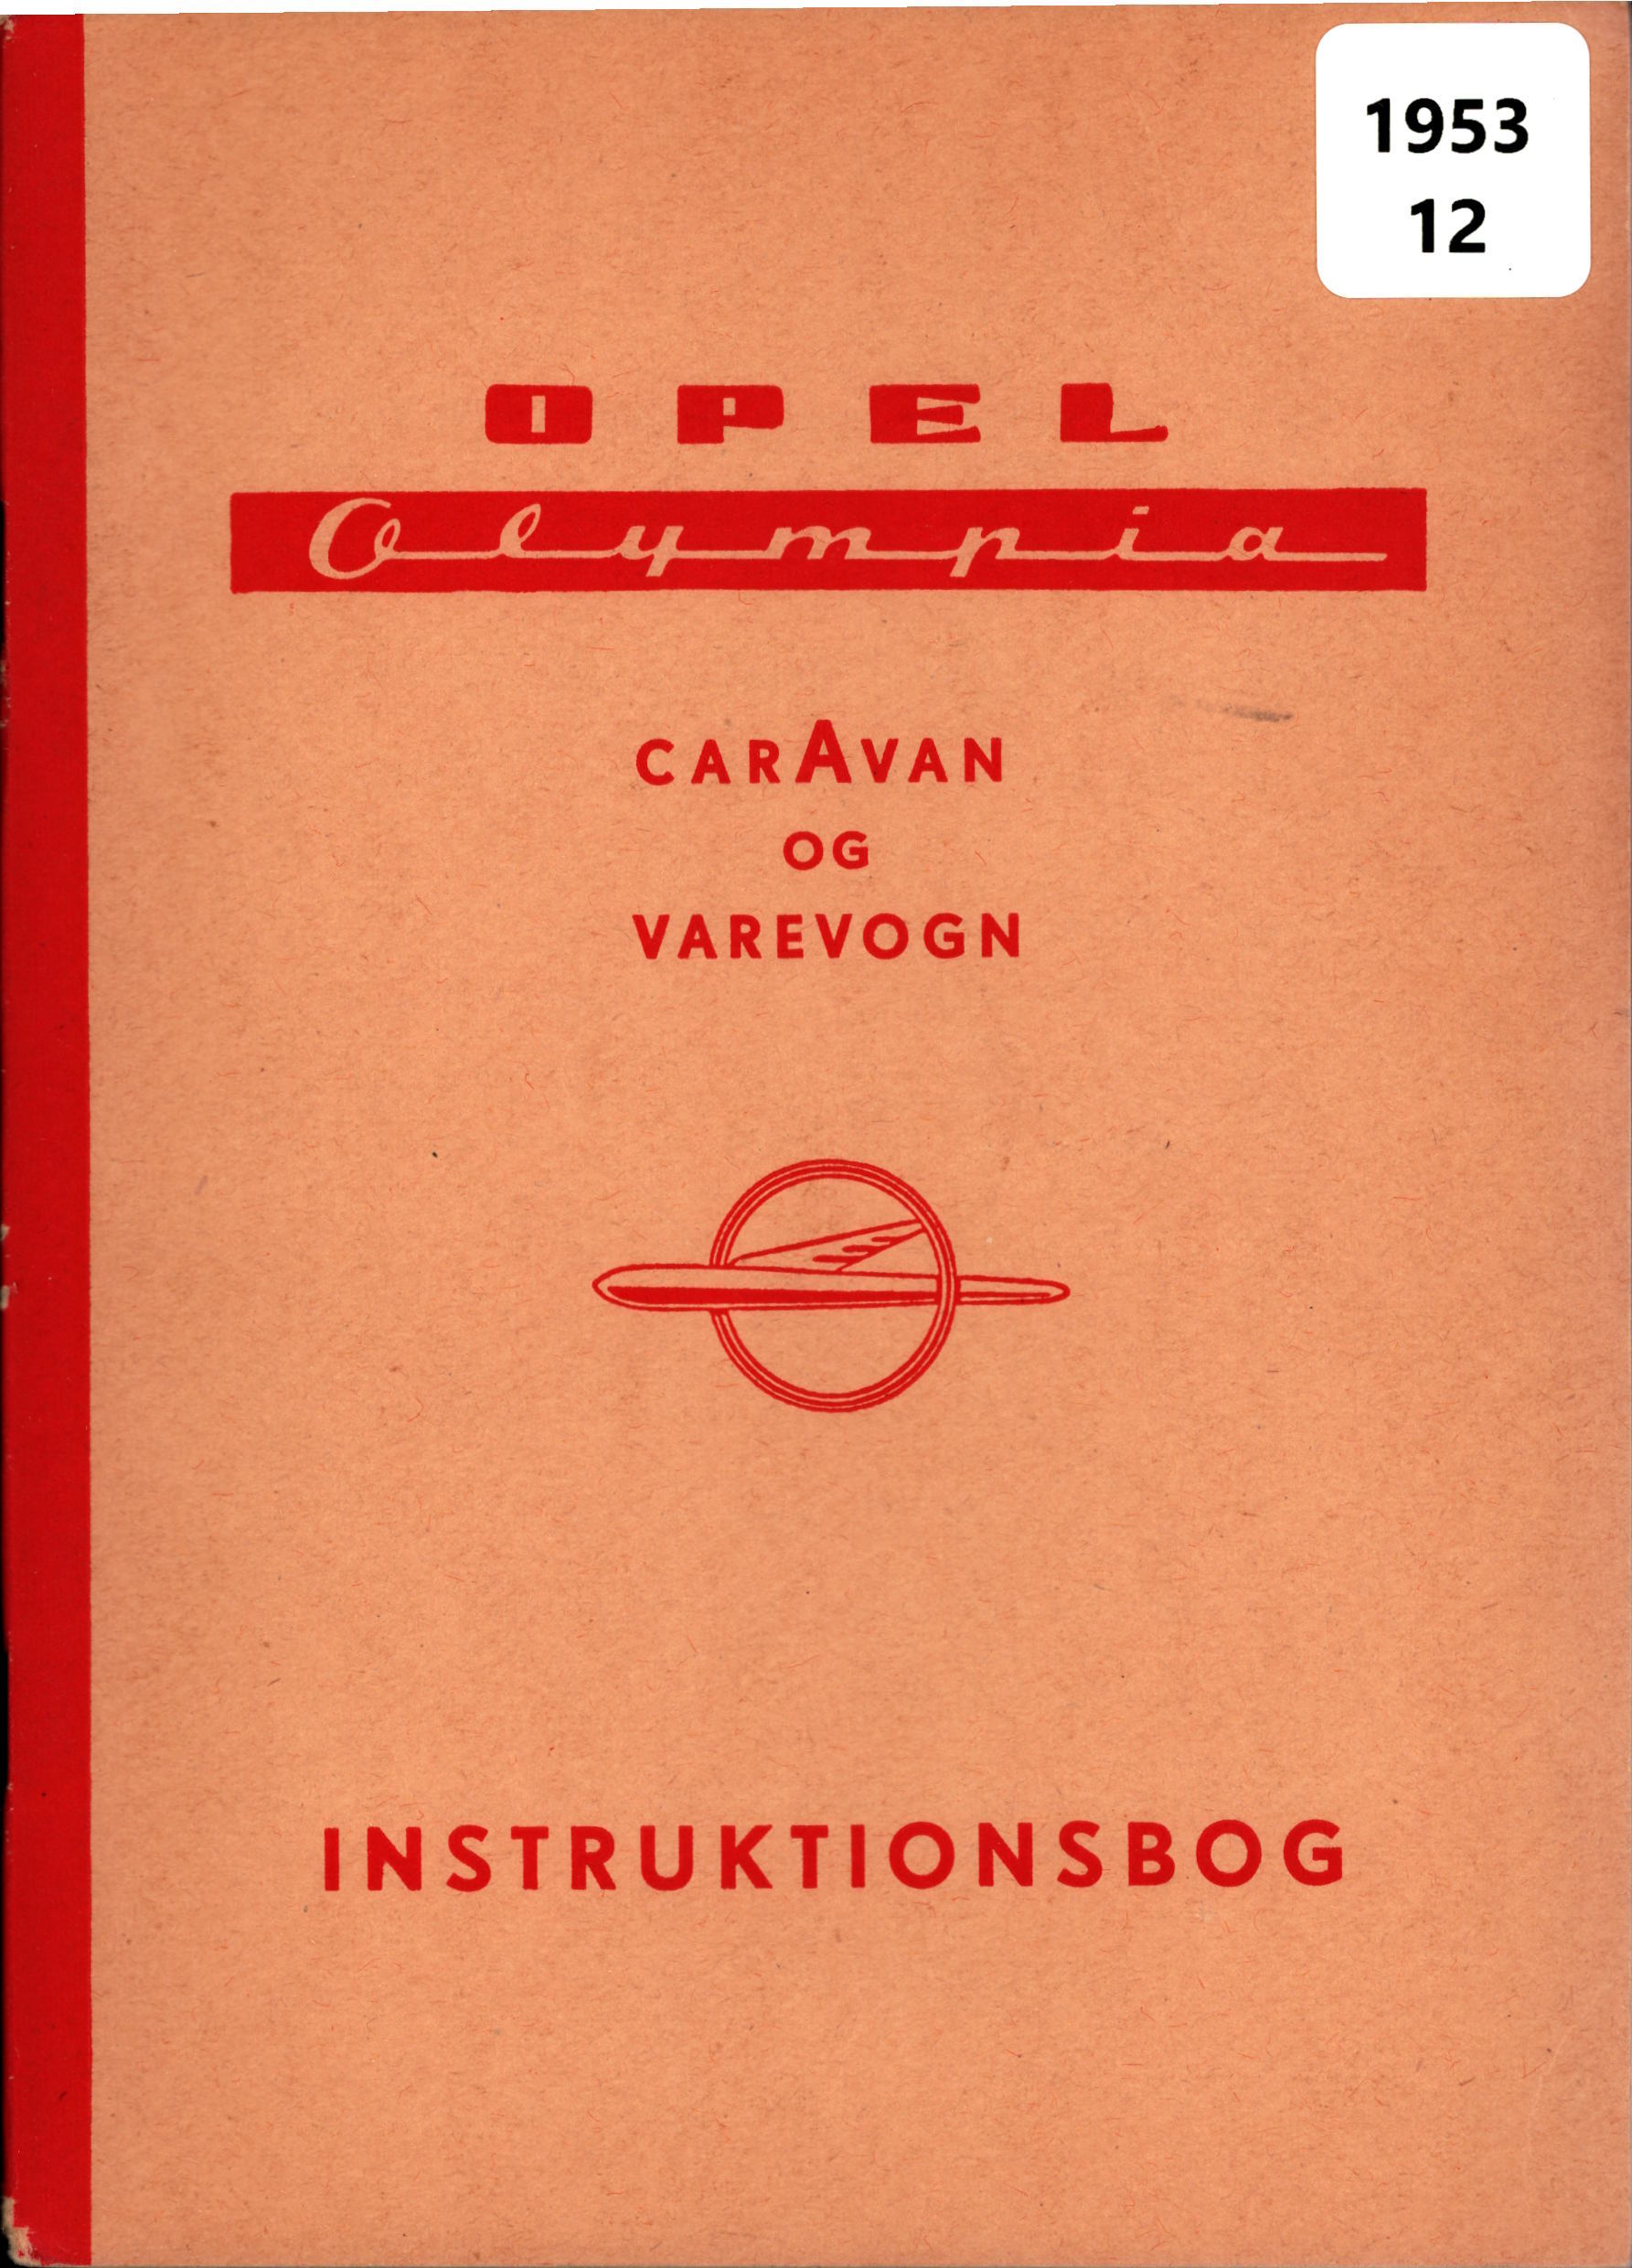 1953
12
OPEL
Olympia
CARAVAN
OG
VAREVOGN
INSTRUKTIONSBOG